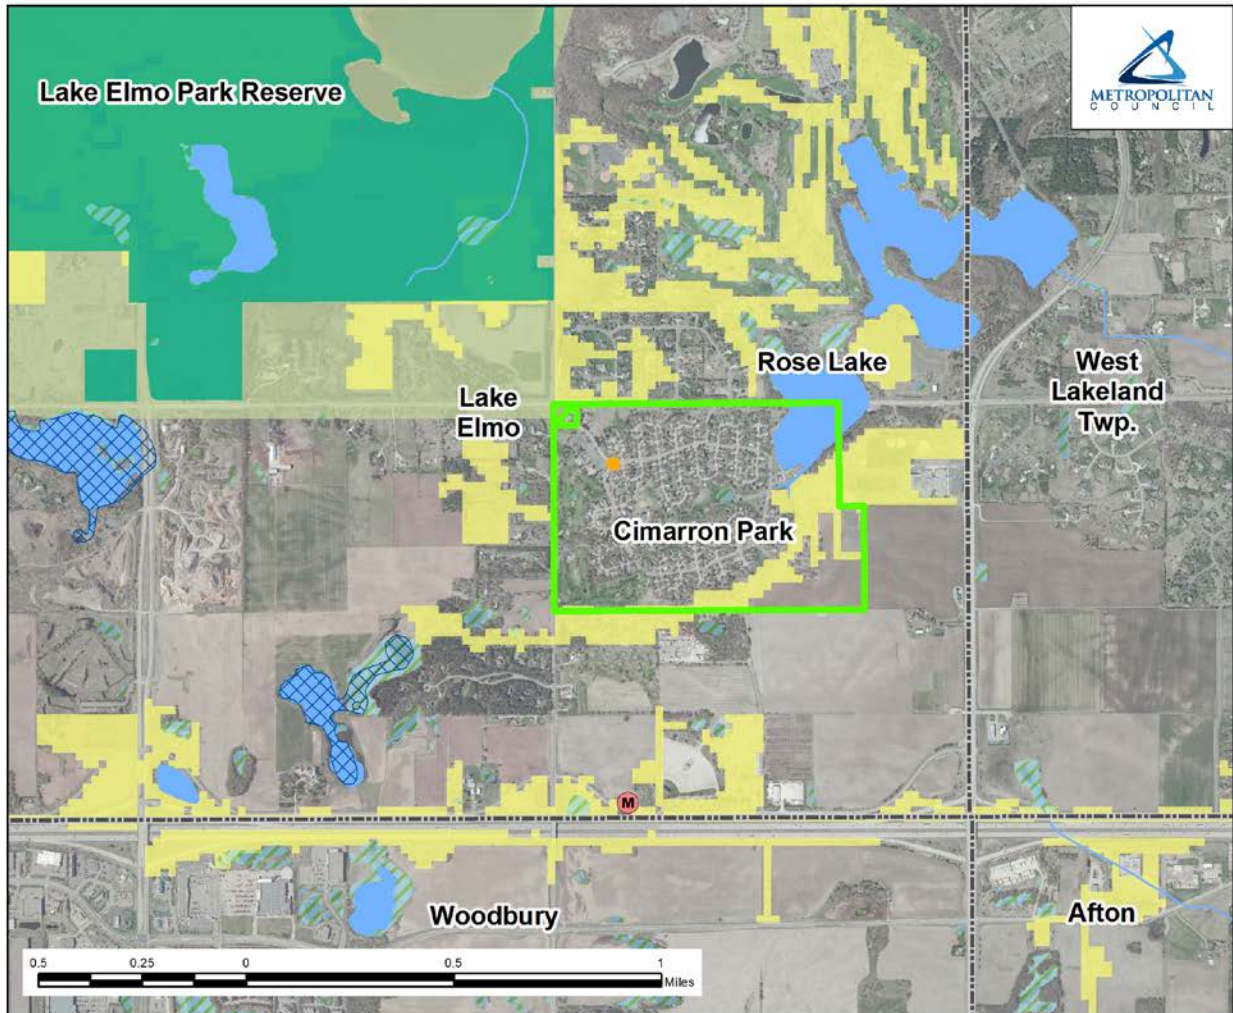 METROPOLITAN
COUNCIL
Lake Elmo Park Reserve
Rose Lake
West
Lakeland
Twp.
Lake
Elmo
Cimarron Park
M
Woodbury
Afton
0.5 0.25 0 0.5 1
Miles